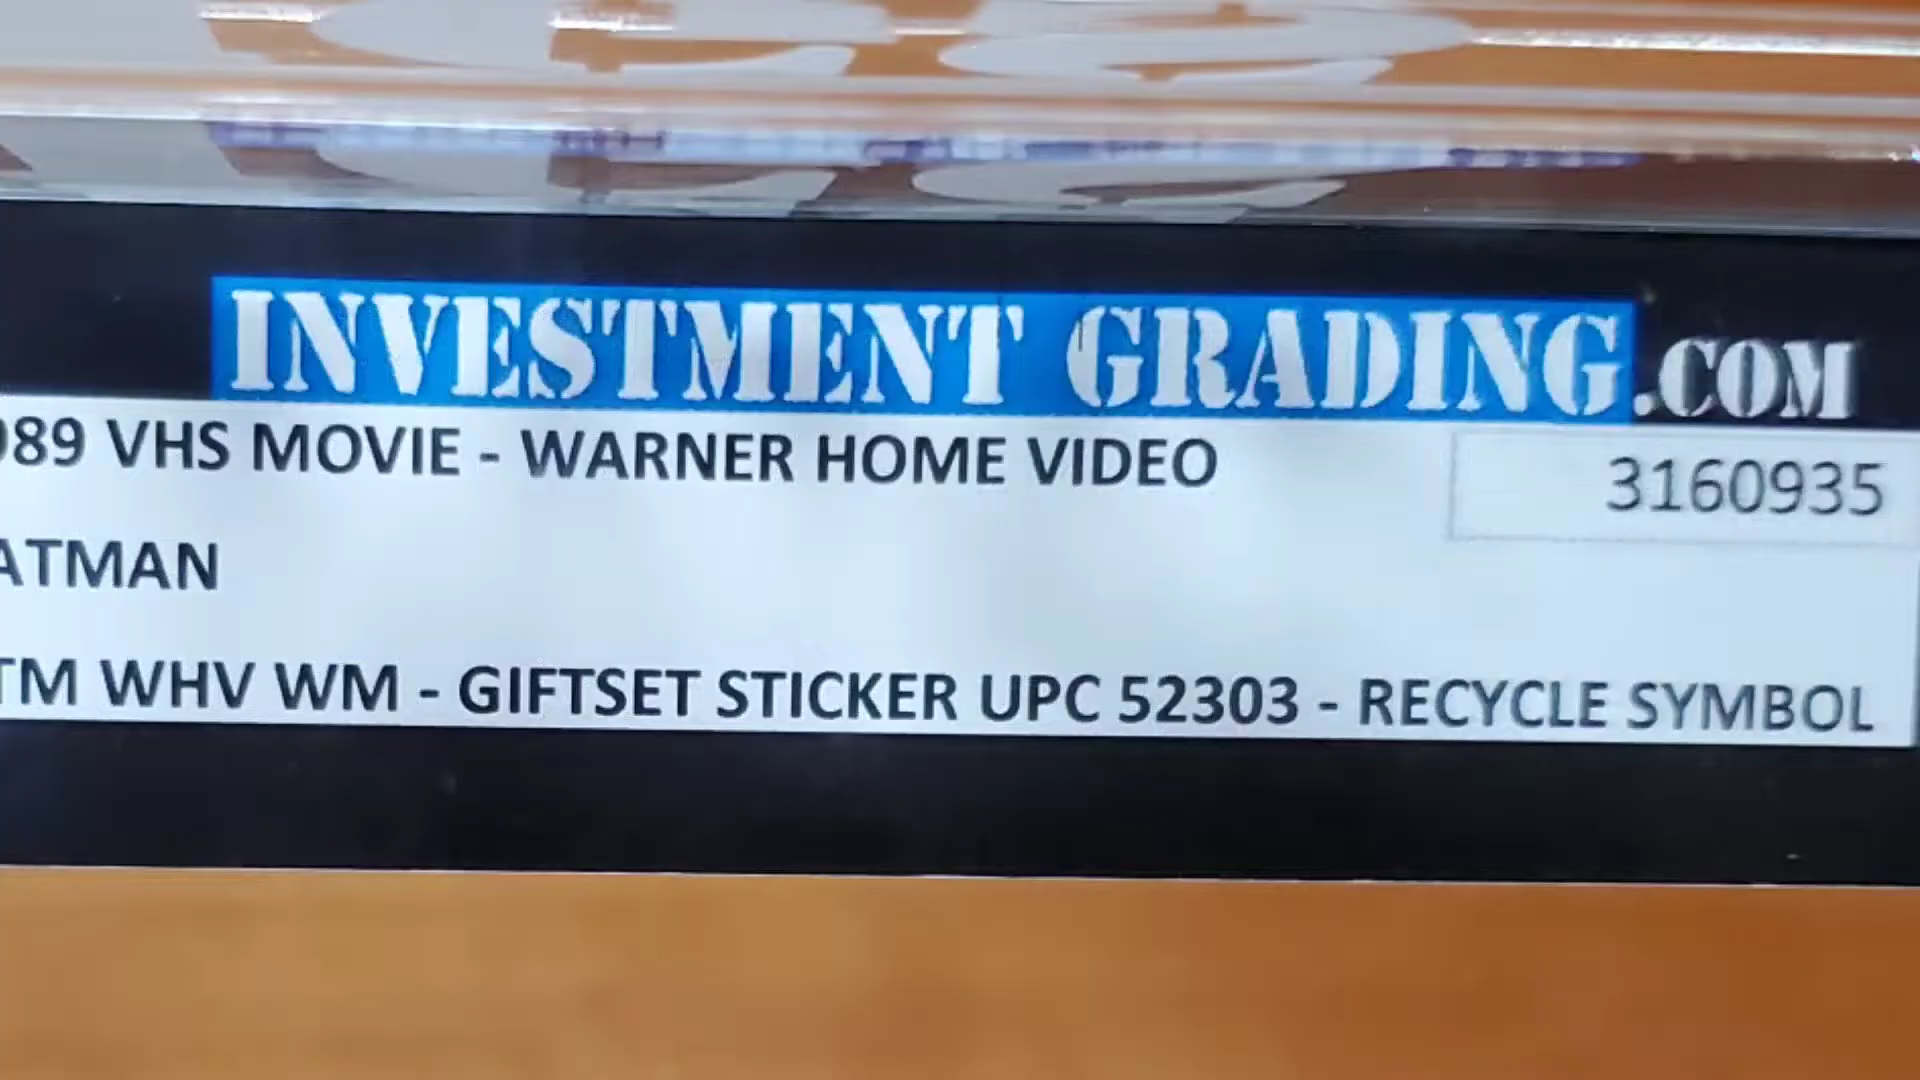 INVESTMENT GRADING.COM
989 VHS MOVIE - WARNER HOME VIDEO
3160935
ATMAN
TM WHV WM - GIFTSET STICKER UPC 52303 - RECYCLE SYMBOL